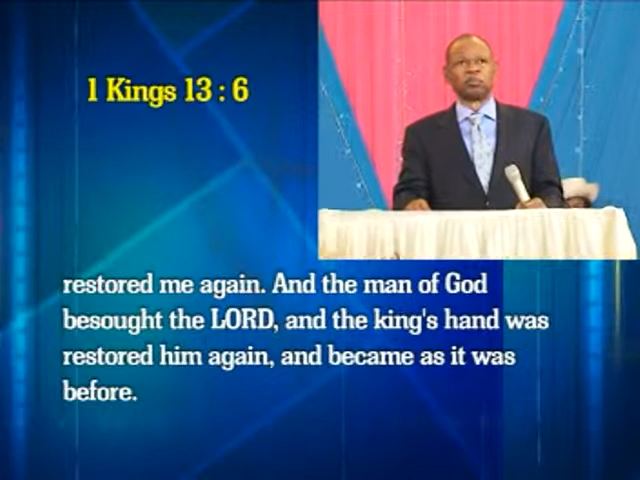 1 Kings 13 : 6
restored me again. And the man of God
besought the LORD, and the king's hand was
restored him again, and became as it was
before.